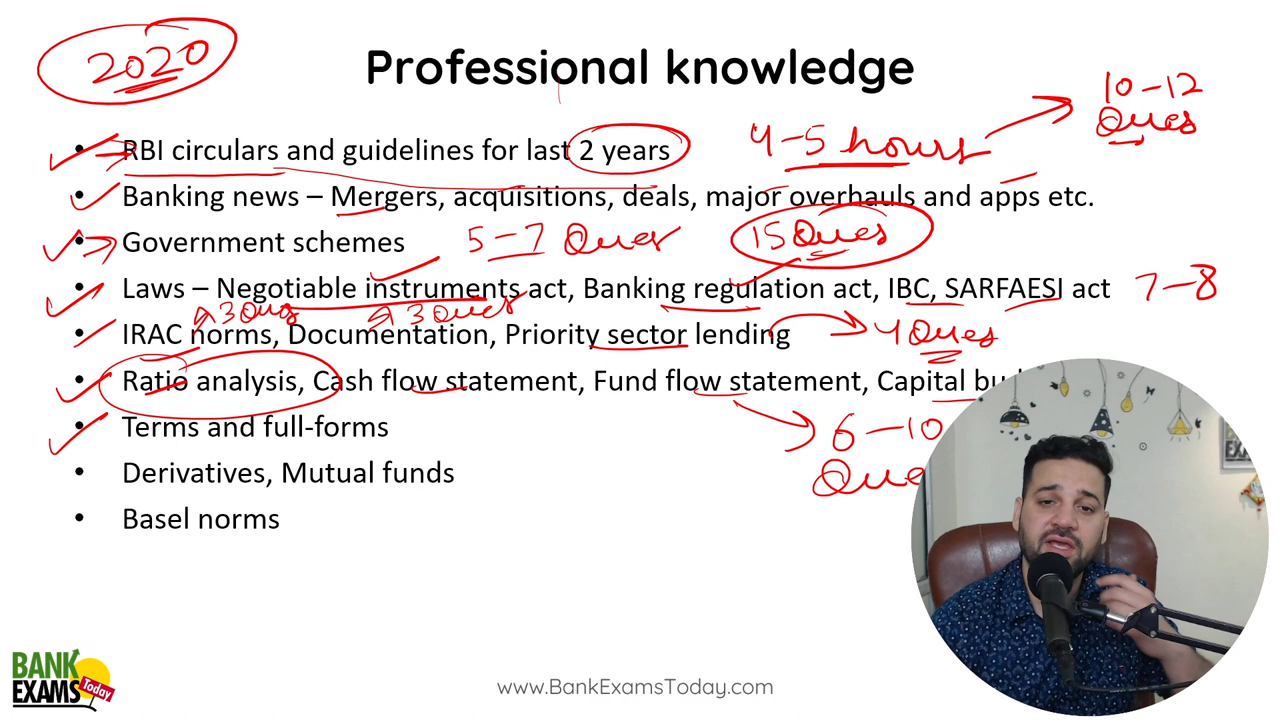 2020
Professional knowledge
10-12
Ques
• RBI circulars and guidelines for last 2 years
4-5 hours
• Banking news – Mergers, acquisitions, deals, major overhauls and apps etc.
• Government schemes
5-7 Ques
15 Ques
• Laws – Negotiable instruments act, Banking regulation act, IBC, SARFAESI act
7-8
3 Ques
3 Ques
• IRAC norms, Documentation, Priority sector lending
4 Ques
• Ratio analysis, Cash flow statement, Fund flow statement, Capital
• Terms and full-forms
6-10
• Derivatives, Mutual funds
• Basel norms
BANK
EXAMS
Today
www.BankExamsToday.com